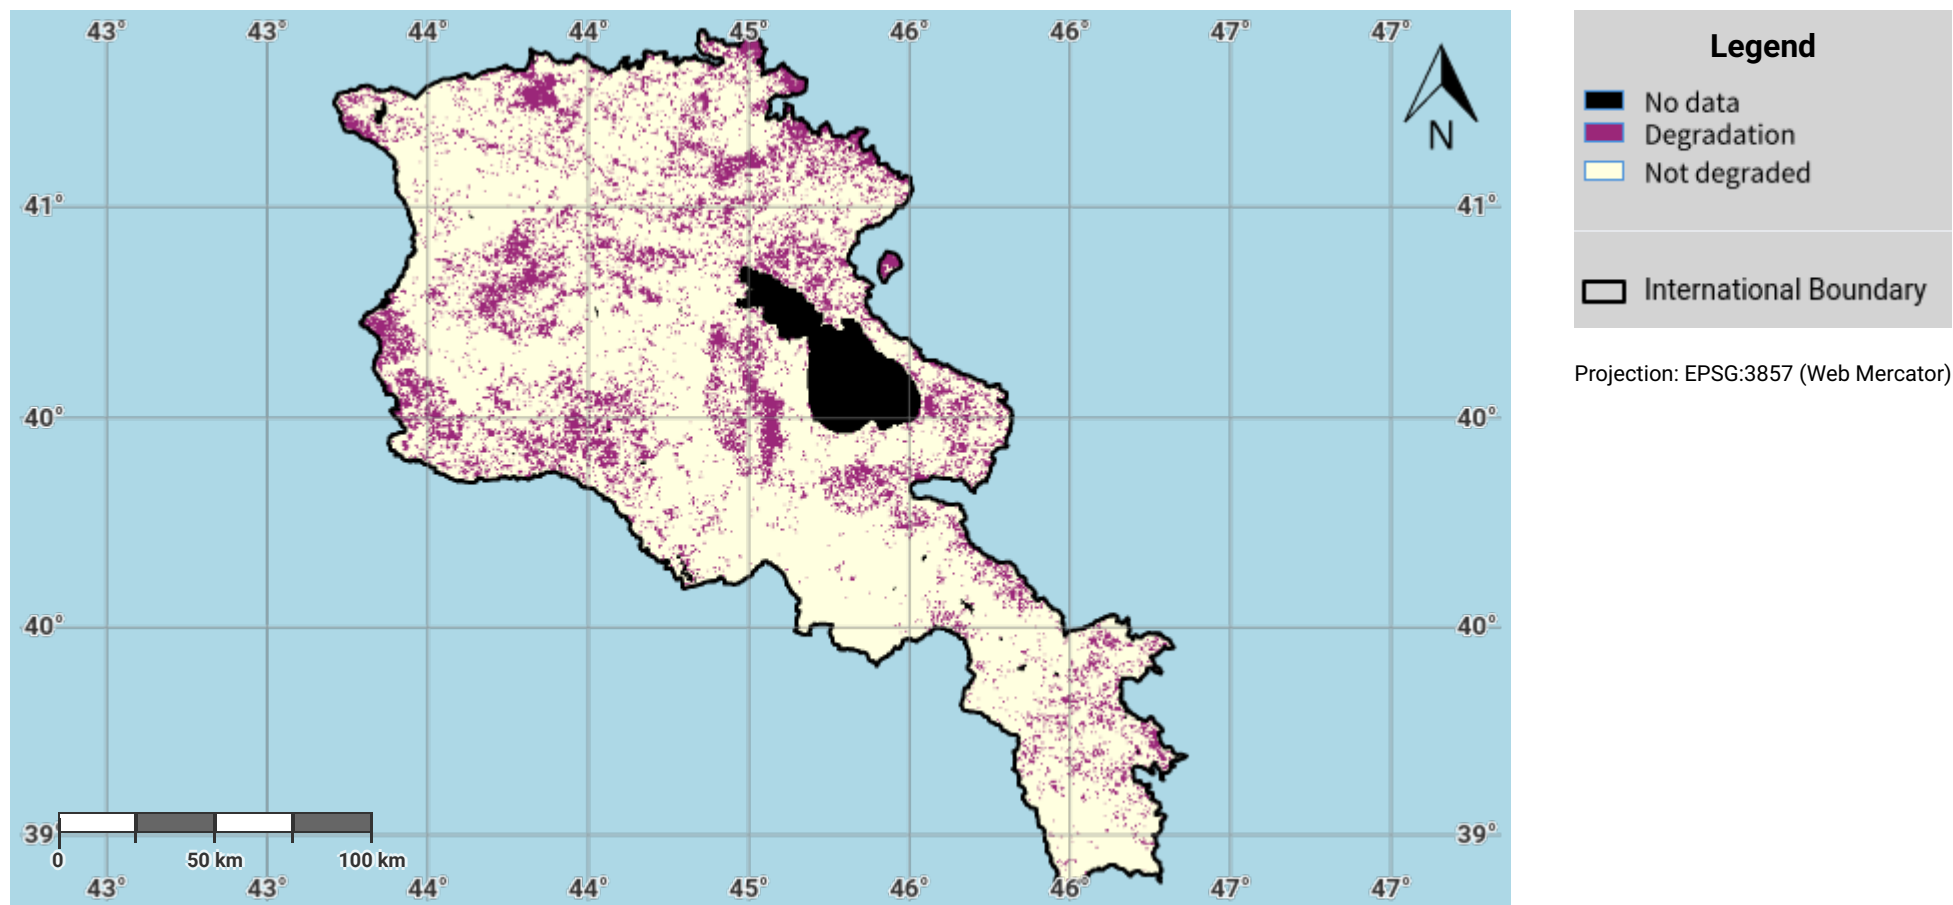 43° 43° 44° 44° 45° 46° 46° 47° 47°
N
41° 41°
40° 40°
40° 40°
39° 39°
0 50 km 100 km
43° 43° 44° 44° 45° 46° 46° 47° 47°
Legend
No data
Degradation
Not degraded
International Boundary
Projection: EPSG:3857 (Web Mercator)